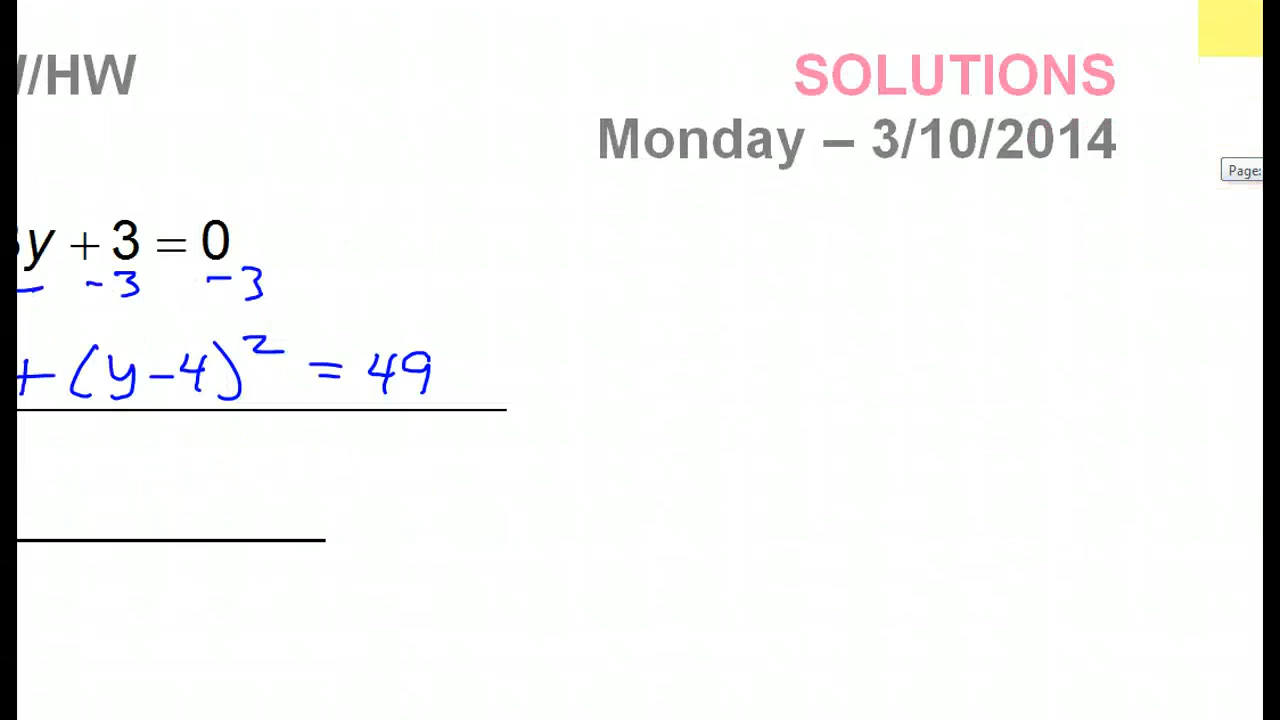 //HW
SOLUTIONS
Monday – 3/10/2014
y + 3 = 0
– -3 -3
+ (y-4)² = 49
Page: